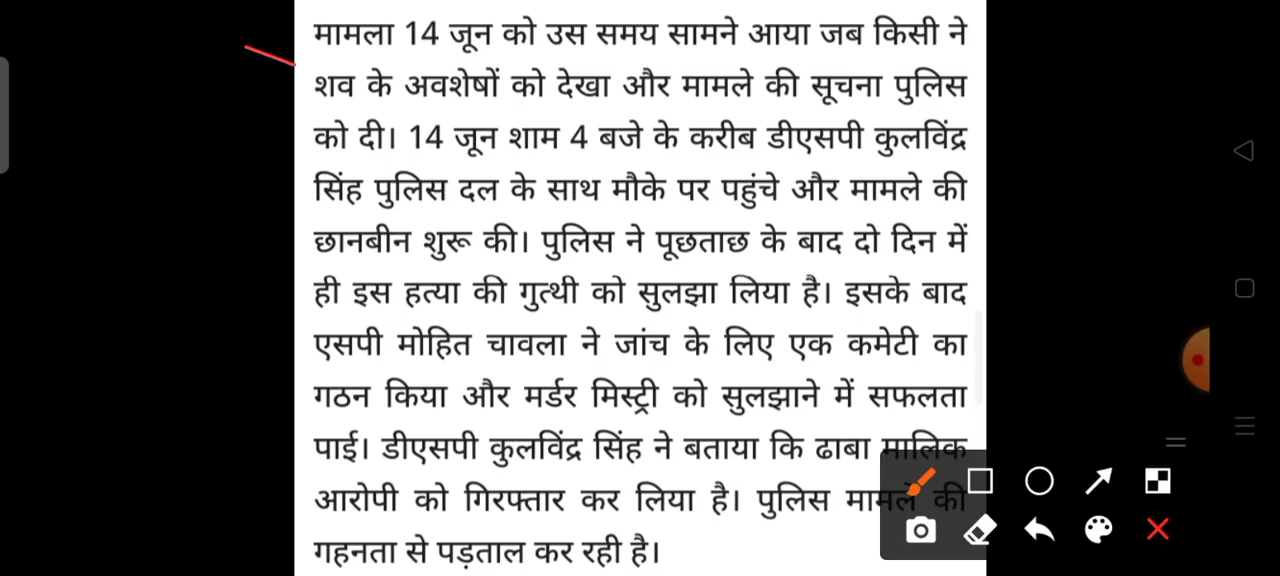 मामला 14 जून को उस समय सामने आया जब किसी ने
शव के अवशेषों को देखा और मामले की सूचना पुलिस
को दी। 14 जून शाम 4 बजे के करीब डीएसपी कुलविंद्र
सिंह पुलिस दल के साथ मौके पर पहुंचे और मामले की
छानबीन शुरू की। पुलिस ने पूछताछ के बाद दो दिन में
ही इस हत्या की गुत्थी को सुलझा लिया है। इसके बाद
एसपी मोहित चावला ने जांच के लिए एक कमेटी का
गठन किया और मर्डर मिस्ट्री को सुलझाने में सफलता
पाई। डीएसपी कुलविंद्र सिंह ने बताया कि ढाबा मालिक
आरोपी को गिरफ्तार कर लिया है। पुलिस मामले की
गहनता से पड़ताल कर रही है।